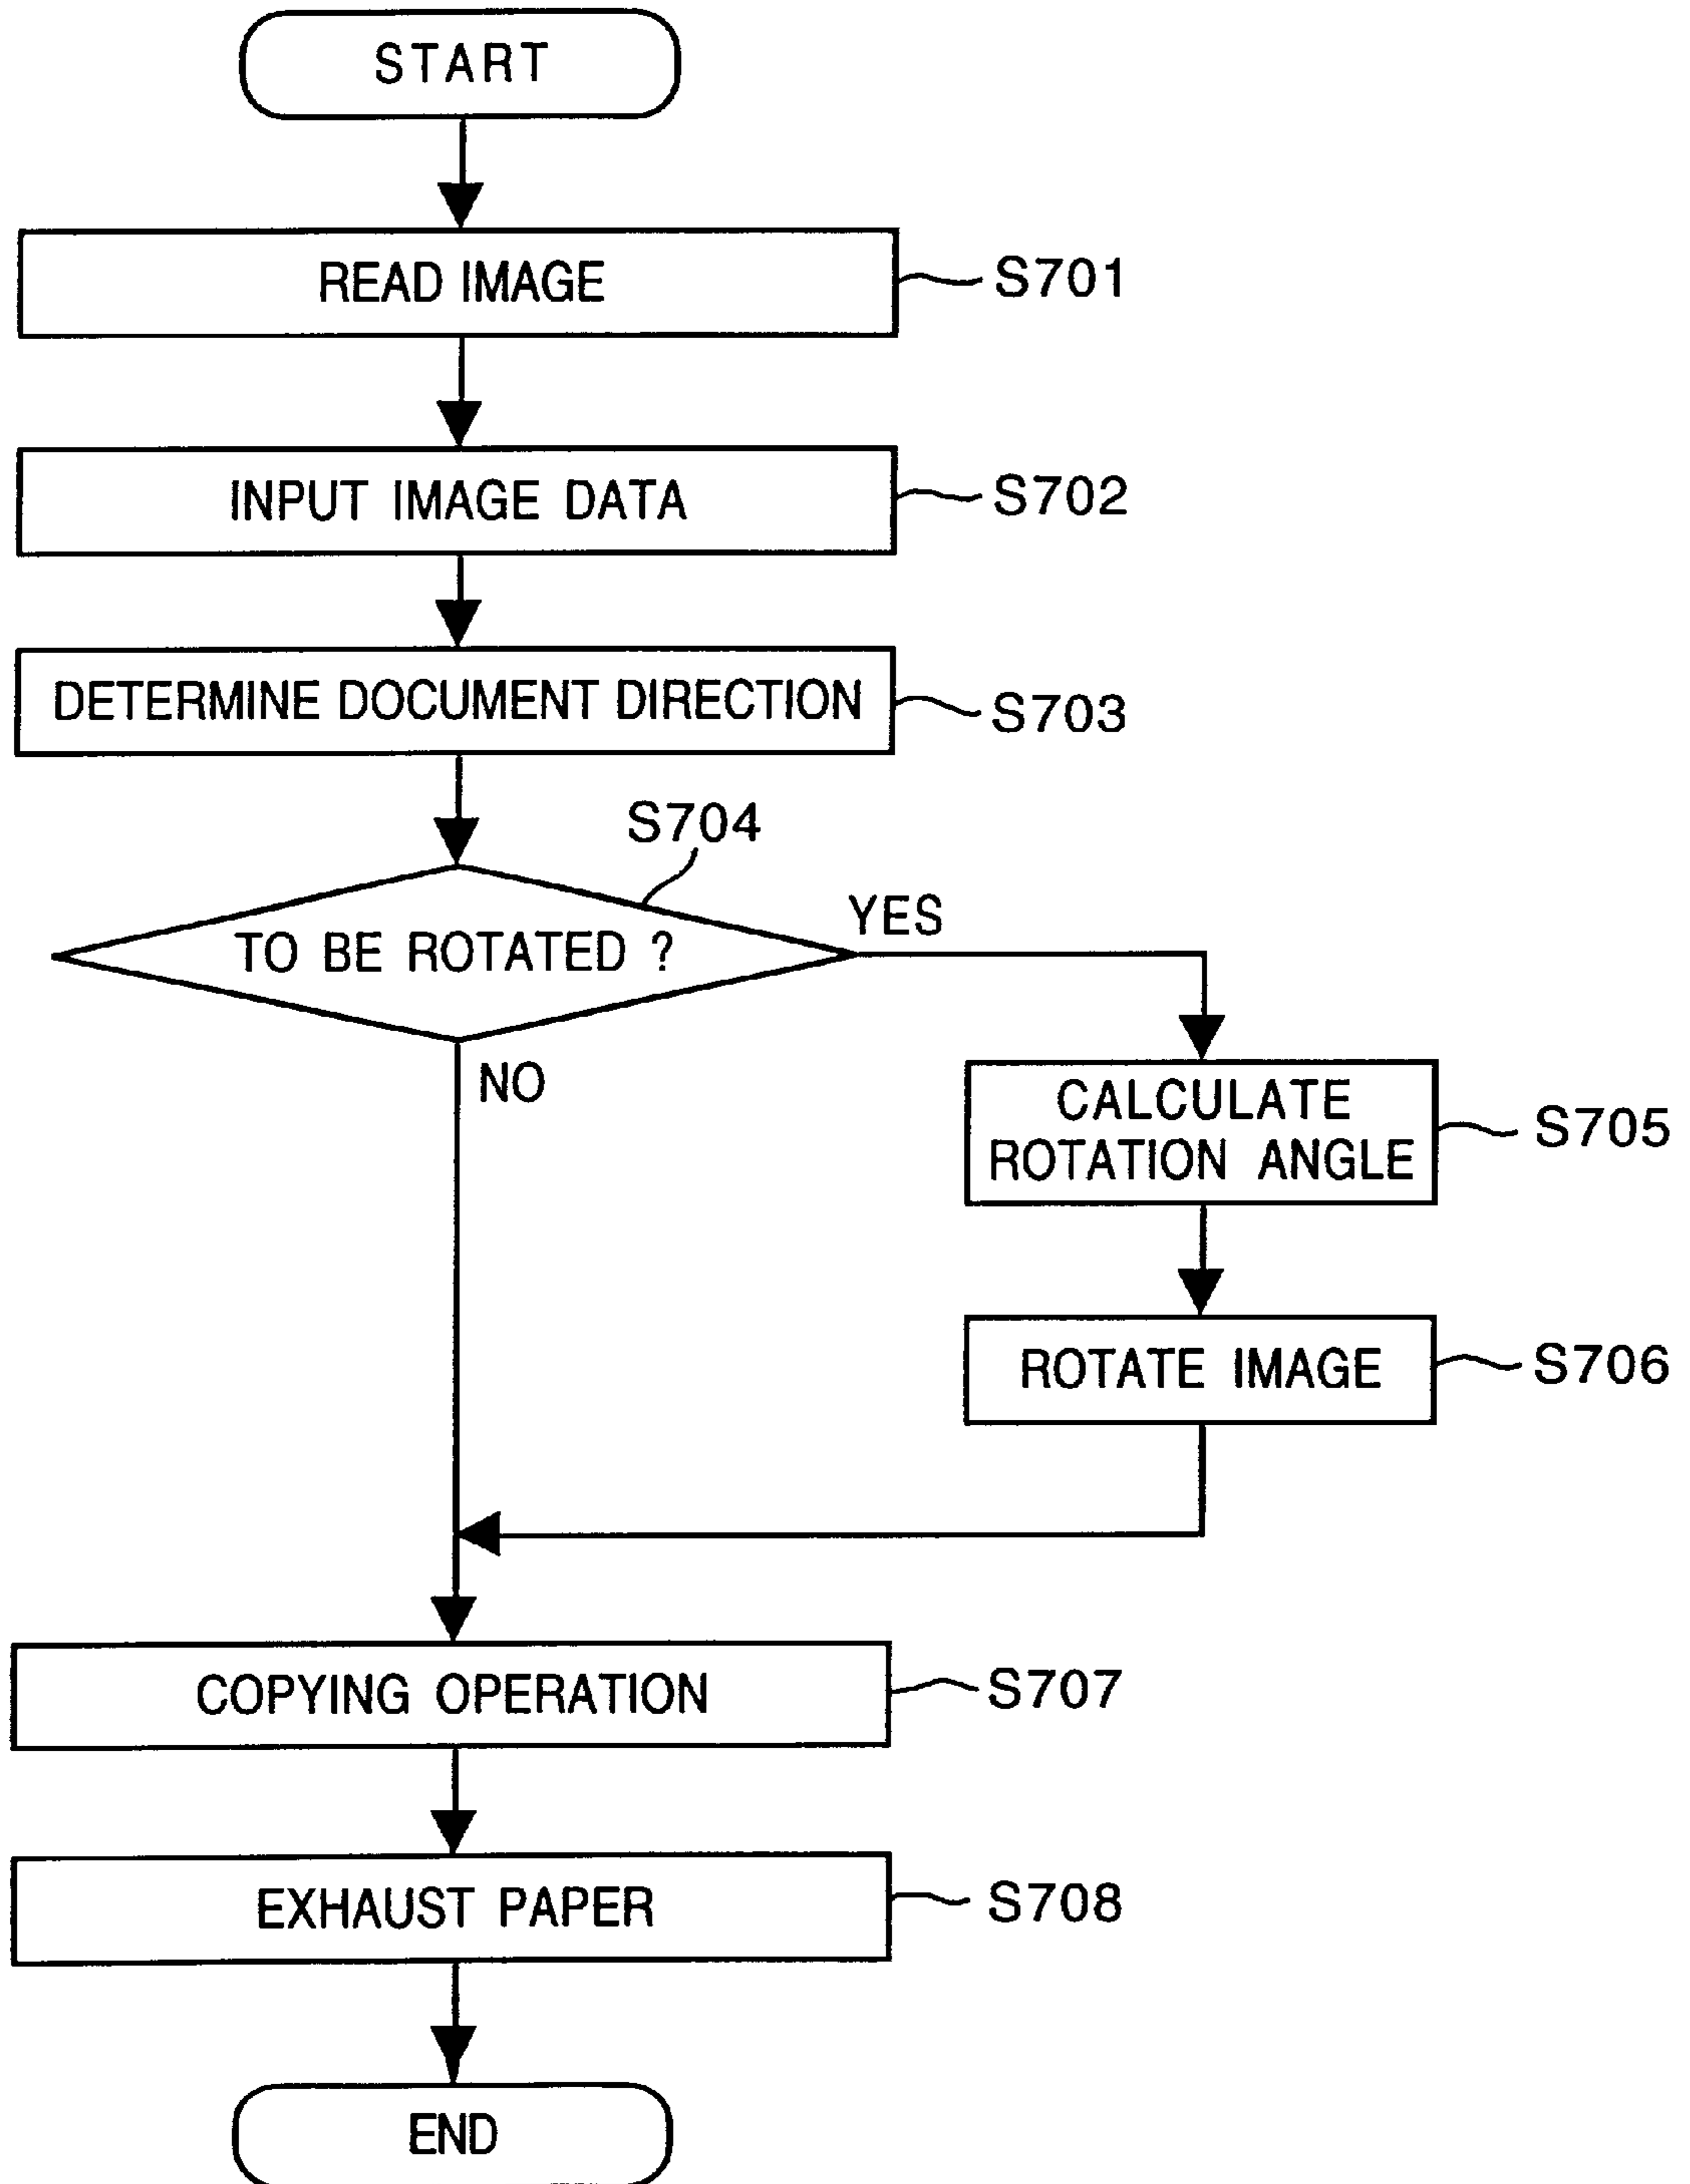 START
READ IMAGE
S701
INPUT IMAGE DATA
S702
DETERMINE DOCUMENT DIRECTION
S703
S704
TO BE ROTATED ?
YES
NO
CALCULATE
ROTATION ANGLE
S705
ROTATE IMAGE
S706
COPYING OPERATION
S707
EXHAUST PAPER
S708
END